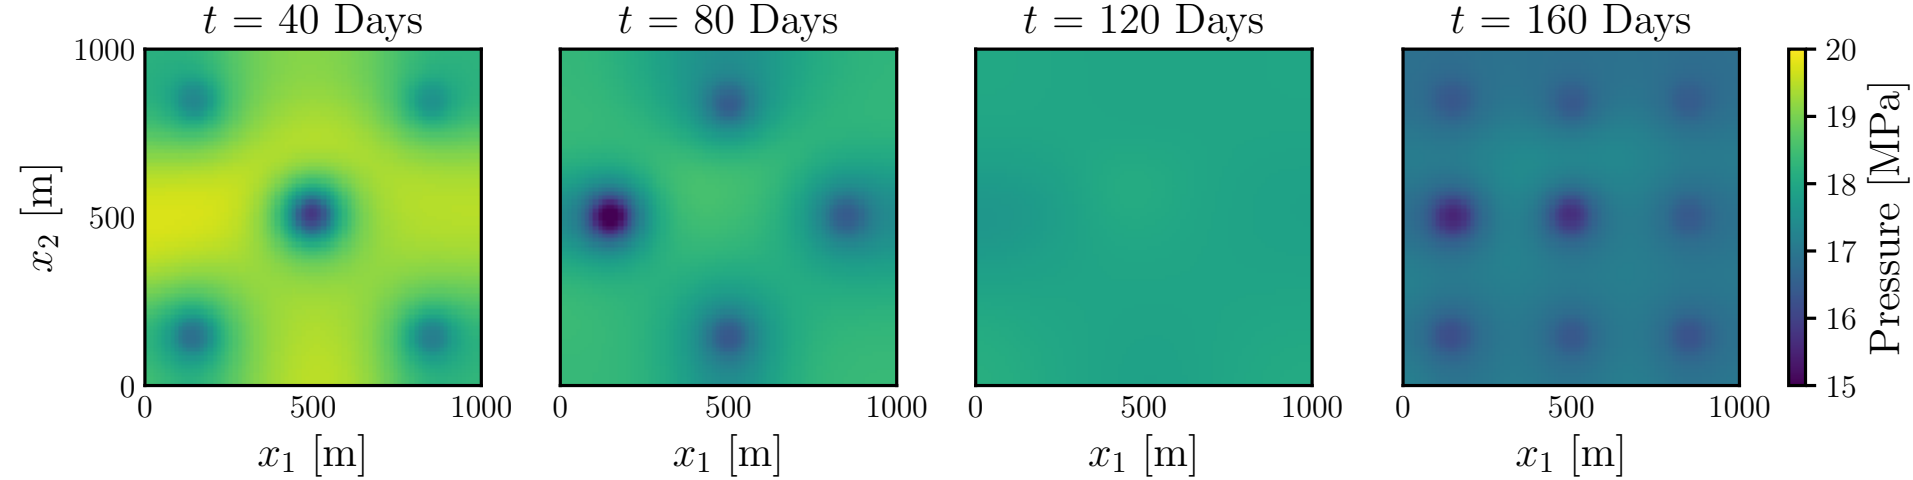 t = 40 Days
t = 80 Days
t = 120 Days
t = 160 Days
1000
500
0
x₂ [m]
0 500 1000
0 500 1000
0 500 1000
0 500 1000
x₁ [m]
x₁ [m]
x₁ [m]
x₁ [m]
20
19
18
17
16
15
Pressure [MPa]